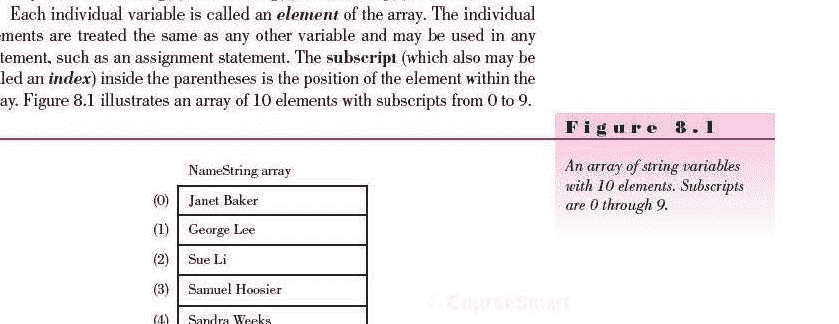 Each individual variable is called an element of the array. The individual
ments are treated the same as any other variable and may be used in any
tement, such as an assignment statement. The subscript (which also may be
led an index) inside the parentheses is the position of the element within the
ay. Figure 8.1 illustrates an array of 10 elements with subscripts from 0 to 9.
Figure 8.1
An array of string variables
with 10 elements. Subscripts
are 0 through 9.
NameString array
(0) Janet Baker
(1) George Lee
(2) Sue Li
(3) Samuel Hoosier
(4) Sandra Weeks
CourseSmart